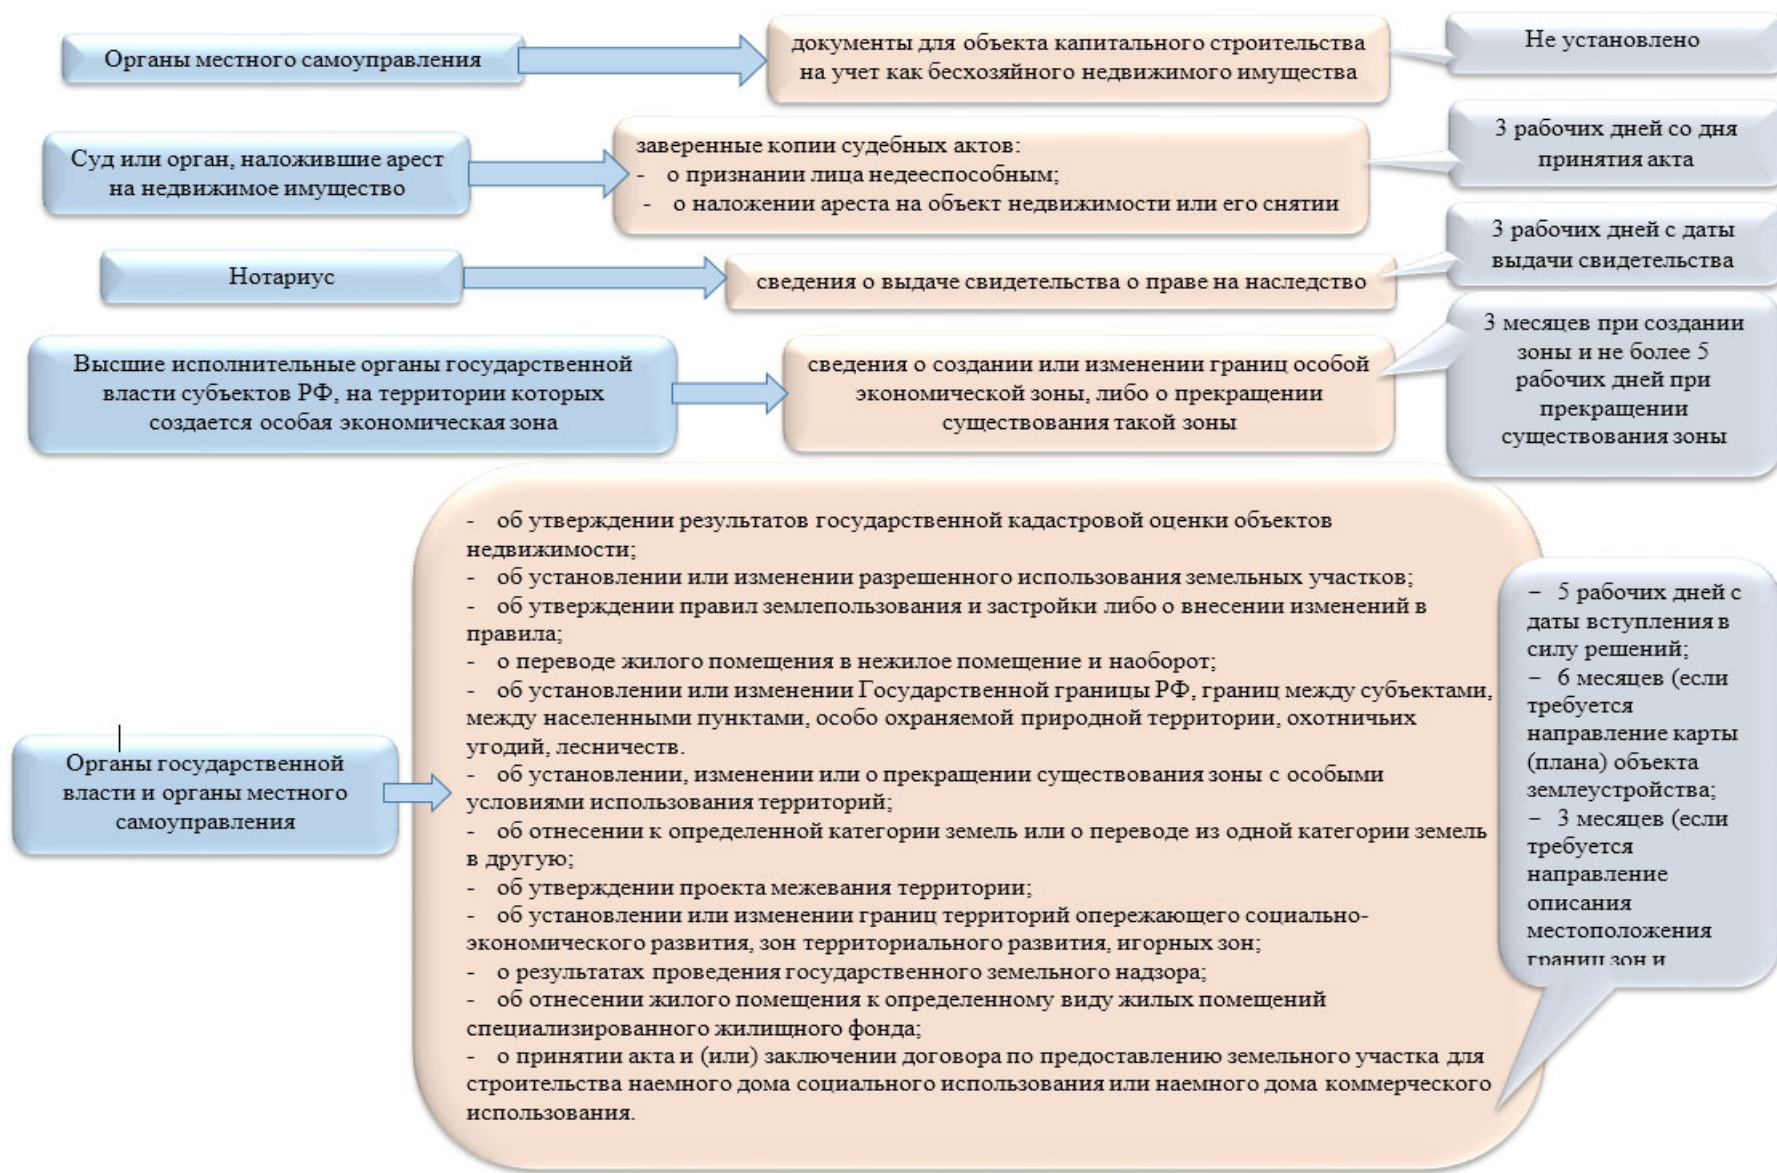 Органы местного самоуправления
документы для объекта капитального строительства
на учет как бесхозяйного недвижимого имущества
Не установлено
Суд или орган, наложившие арест
на недвижимое имущество
заверенные копии судебных актов:
- о признании лица недееспособным;
- о наложении ареста на объект недвижимости или его снятии
3 рабочих дней со дня
принятия акта
Нотариус
сведения о выдаче свидетельства о праве на наследство
3 рабочих дней с даты
выдачи свидетельства
Высшие исполнительные органы государственной
власти субъектов РФ, на территории которых
создается особая экономическая зона
сведения о создании или изменении границ особой
экономической зоны, либо о прекращении
существования такой зоны
3 месяцев при создании
зоны и не более 5
рабочих дней при
прекращении
существования зоны
Органы государственной
власти и органы местного
самоуправления
- об утверждении результатов государственной кадастровой оценки объектов
недвижимости;
- об установлении или изменении разрешенного использования земельных участков;
- об утверждении правил землепользования и застройки либо о внесении изменений в
правила;
- о переводе жилого помещения в нежилое помещение и наоборот;
- об установлении или изменении Государственной границы РФ, границ между субъектами,
между населенными пунктами, особо охраняемой природной территории, охотничьих
угодий, лесничеств.
- об установлении, изменении или о прекращении существования зоны с особыми
условиями использования территорий;
- об отнесении к определенной категории земель или о переводе из одной категории земель
в другую;
- об утверждении проекта межевания территории;
- об установлении или изменении границ территорий опережающего социально-
экономического развития, зон территориального развития, игорных зон;
- о результатах проведения государственного земельного надзора;
- об отнесении жилого помещения к определенному виду жилых помещений
специализированного жилищного фонда;
- о принятии акта и (или) заключении договора по предоставлению земельного участка для
строительства наемного дома социального использования или наемного дома коммерческого
использования.
− 5 рабочих дней с
даты вступления в
силу решений;
− 6 месяцев (если
требуется
направление карты
(плана) объекта
землеустройства;
− 3 месяцев (если
требуется
направление
описания
местоположения
границ зон и